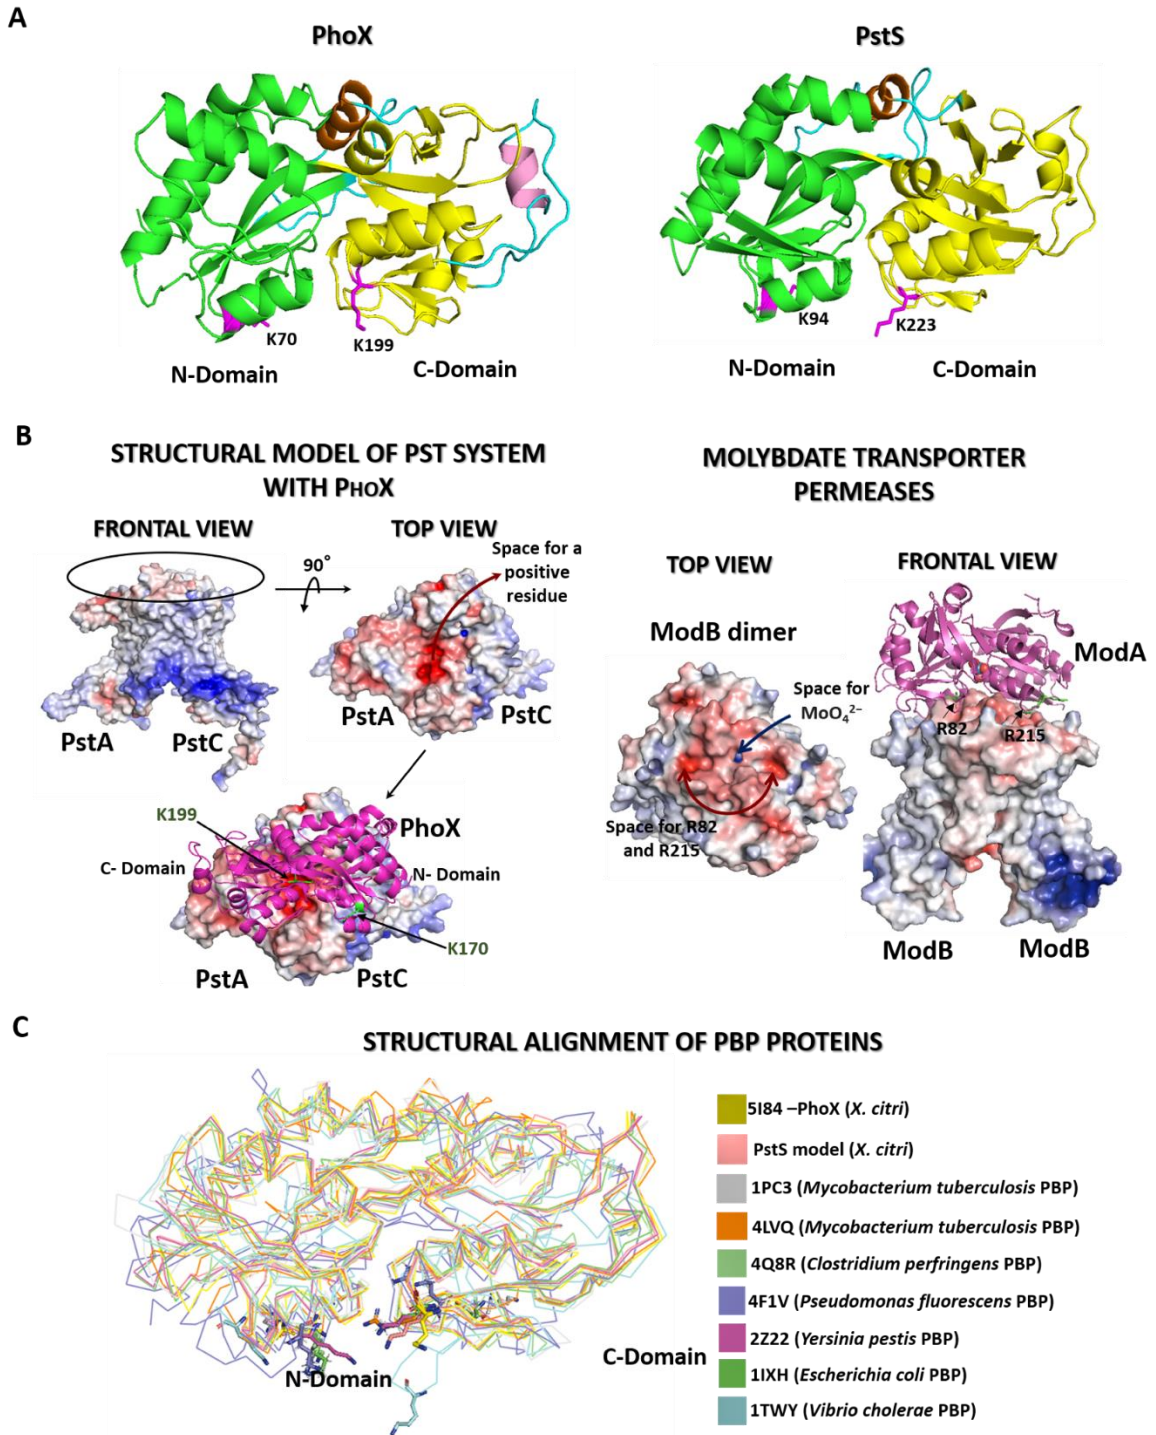 A
PhoX
PstS
K70
K199
N-Domain
C-Domain
K94
K223
N-Domain
C-Domain
B
STRUCTURAL MODEL OF PST SYSTEM
WITH PHOX
FRONTAL VIEW
TOP VIEW
90°
Space for a
positive
residue
PstA
PstC
PstA
PstC
K199
PhoX
C- Domain
N- Domain
K170
PstA
PstC
MOLYBDATE TRANSPORTER
PERMEASES
TOP VIEW
FRONTAL VIEW
ModB dimer
ModA
Space for
MoO₄²⁻
R82
R215
Space for R82
and R215
ModB
ModB
C
STRUCTURAL ALIGNMENT OF PBP PROTEINS
N-Domain
C-Domain
5I84 –PhoX (X. citri)
PstS model (X. citri)
1PC3 (Mycobacterium tuberculosis PBP)
4LVQ (Mycobacterium tuberculosis PBP)
4Q8R (Clostridium perfringens PBP)
4F1V (Pseudomonas fluorescens PBP)
2Z22 (Yersinia pestis PBP)
1IXH (Escherichia coli PBP)
1TWY (Vibrio cholerae PBP)